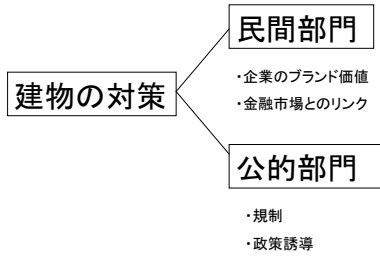 建物の対策
民間部門
・企業のブランド価値
・金融市場とのリンク
公的部門
・規制
・政策誘導